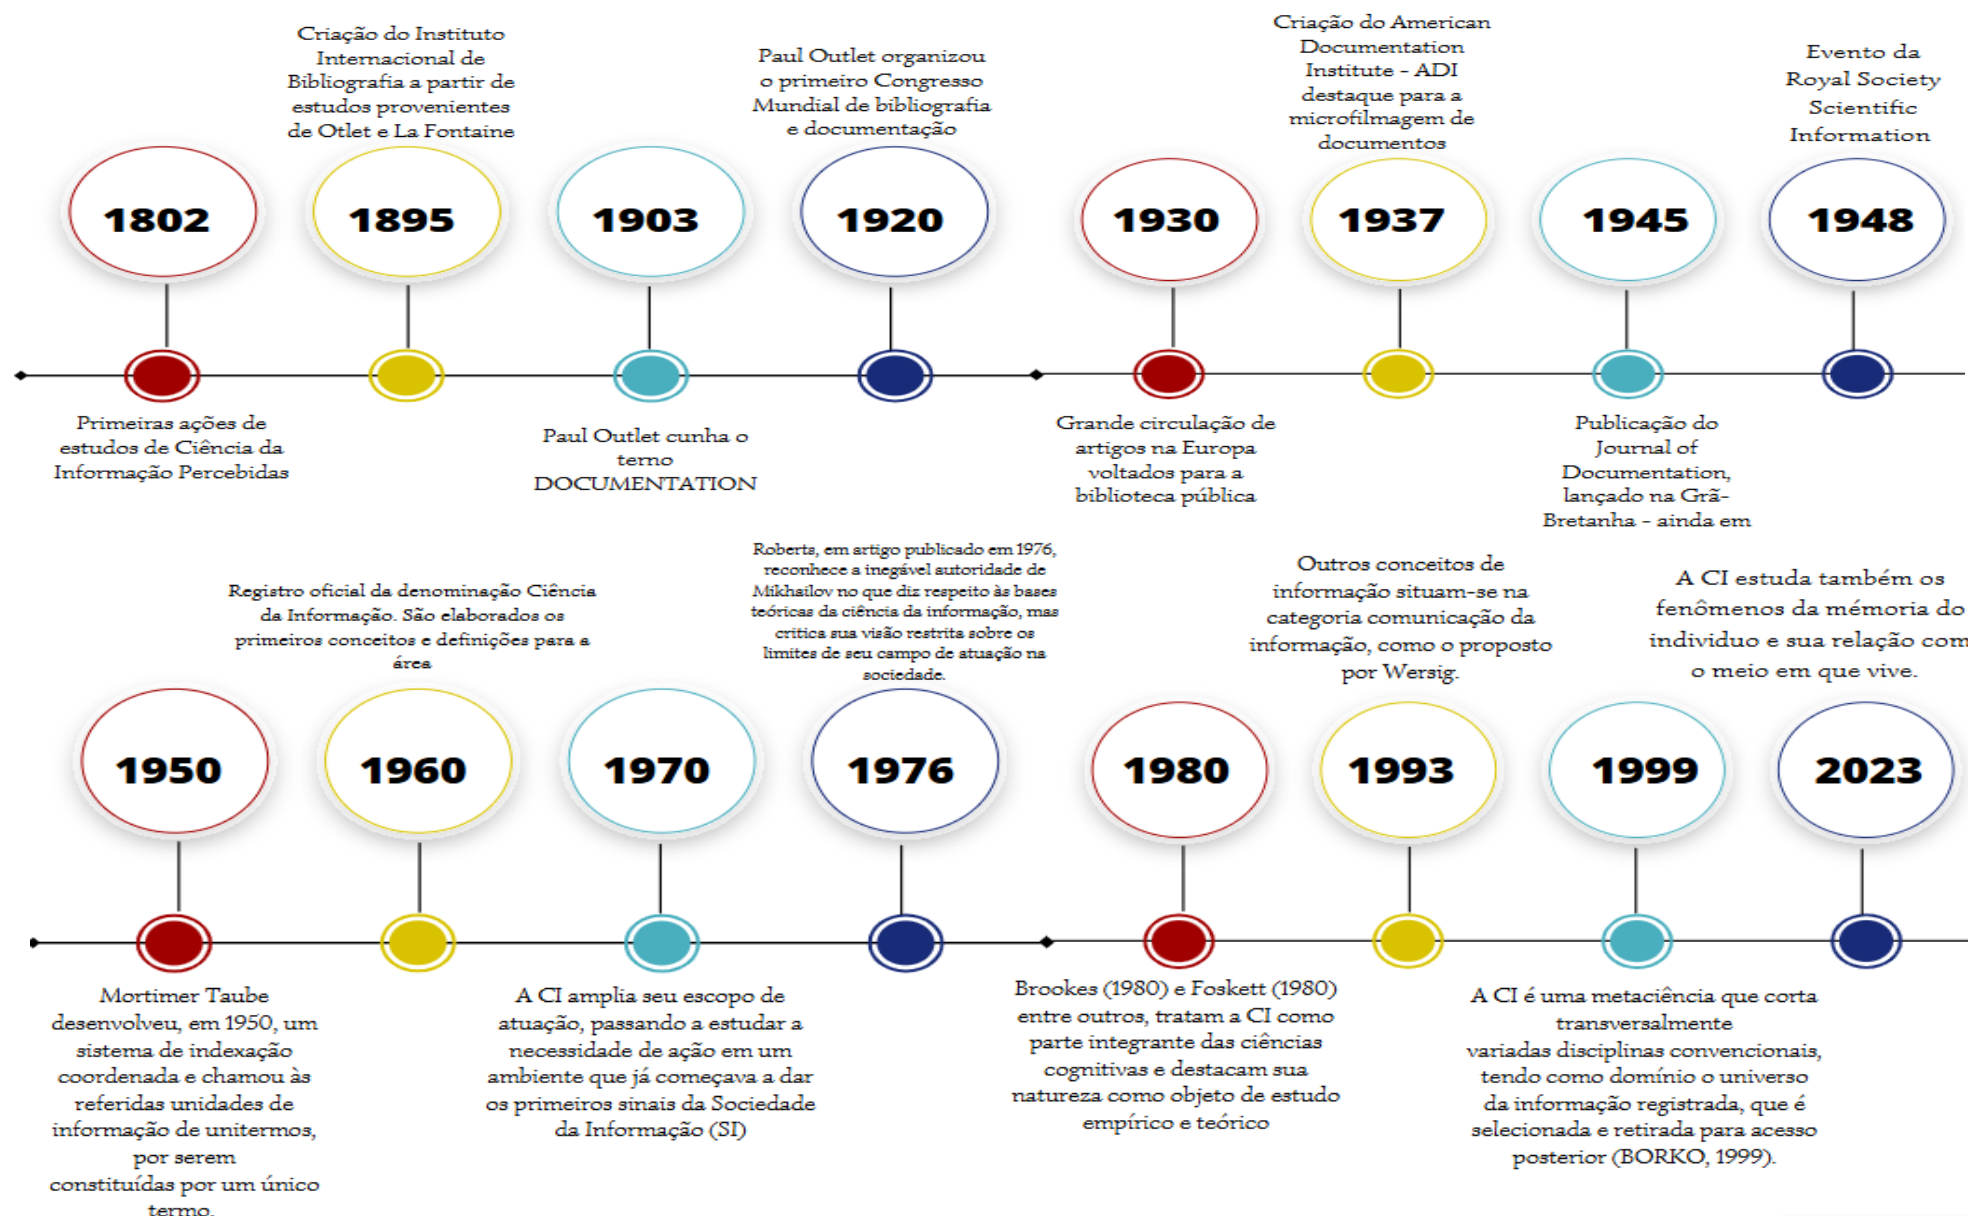 Criação do Instituto
Internacional de
Bibliografia a partir de
estudos provenientes
de Otlet e La Fontaine
Paul Outlet organizou
o primeiro Congresso
Mundial de bibliografia
e documentação
Criação do American
Documentation
Institute - ADI
destaque para a
microfilmagem de
documentos
Evento da
Royal Society
Scientific
Information
1802
1895
1903
1920
1930
1937
1945
1948
Primeiras ações de
estudos de Ciência da
Informação Percebidas
Paul Outlet cunha o
temo
DOCUMENTATION
Grande circulação de
artigos na Europa
voltados para a
biblioteca pública
Publicação do
Journal of
Documentation,
lançado na Grã-
Bretanha - ainda em
Registro oficial da denominação Ciência
da Informação. São elaborados os
primeiros conceitos e definições para a
área
Roberts, em artigo publicado em 1976,
reconhece a inegável autoridade de
Mikhailov no que diz respeito às bases
teóricas da ciência da informação, mas
critica sua visão restrita sobre os
limites de seu campo de atuação na
sociedade.
Outros conceitos de
informação situam-se na
categoria comunicação da
informação, como o proposto
por Wersig.
A CI estuda também os
fenômenos da mémoria do
individuo e sua relação com
o meio em que vive.
1950
1960
1970
1976
1980
1993
1999
2023
Mortimer Taube
desenvolveu, em 1950, um
sistema de indexação
coordenada e chamou às
referidas unidades de
informação de unitermos,
por serem
constituídas por um único
termo.
A CI amplia seu escopo de
atuação, passando a estudar a
necessidade de ação em um
ambiente que já começava a dar
os primeiros sinais da Sociedade
da Informação (SI)
Brookes (1980) e Foskett (1980)
entre outros, tratam a CI como
parte integrante das ciências
cognitivas e destacam sua
natureza como objeto de estudo
empírico e teórico
A CI é uma metaciência que corta
transversalmente
variadas disciplinas convencionais,
tendo como domínio o universo
da informação registrada, que é
selecionada e retirada para acesso
posterior (BORKO, 1999).